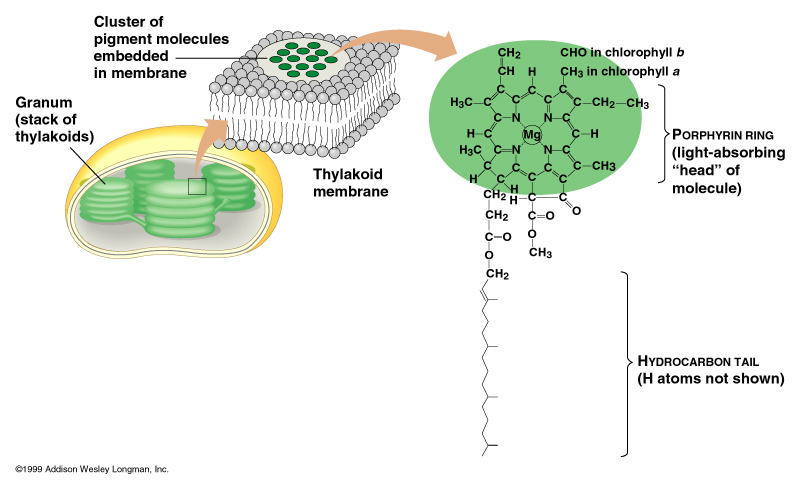 Cluster of
pigment molecules
embedded
in membrane
Granum
(stack of
thylakoids)
Thylakoid
membrane
CH2
CHO in chlorophyll b
CH
H
CH3 in chlorophyll a
H3C
CH2—CH3
N
N
H
Mg
H
H3C
N
N
CH3
H
H
CH2
H
C
C
O
CH2
C=O
C—O
O
O
CH3
CH2
PORPHYRIN RING
(light-absorbing
“head” of
molecule)
HYDROCARBON TAIL
(H atoms not shown)
©1999 Addison Wesley Longman, Inc.